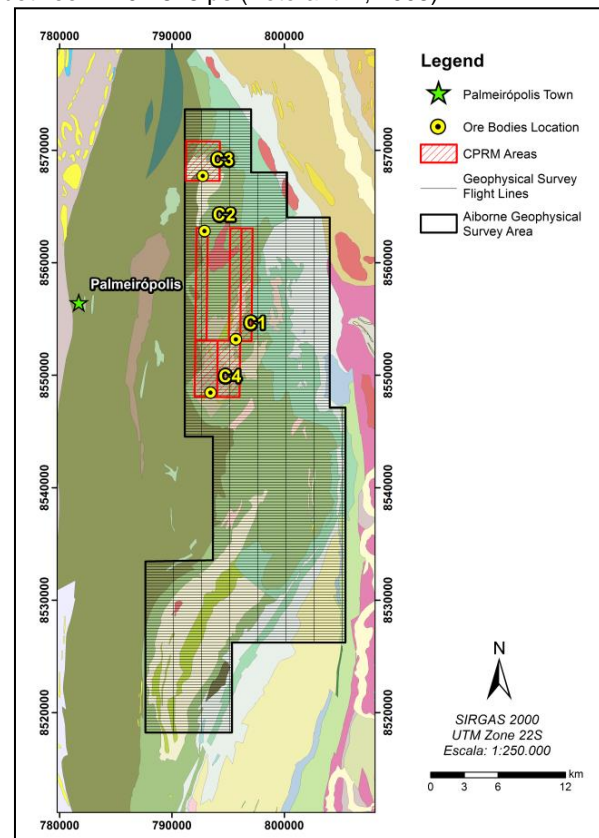 780000 790000 800000
Legend
Palmeirópolis Town
Ore Bodies Location
CPRM Areas
Geophysical Survey
Flight Lines
Aiborne Geophysical
Survey Area
8570000
8570000
C3
C2
8560000
8560000
Palmeirópolis
C1
8550000
8550000
C4
8540000
8540000
8530000
8530000
8520000
8520000
N
SIRGAS 2000
UTM Zone 22S
Escala: 1:250.000
km
0 3 6 12
780000 790000 800000